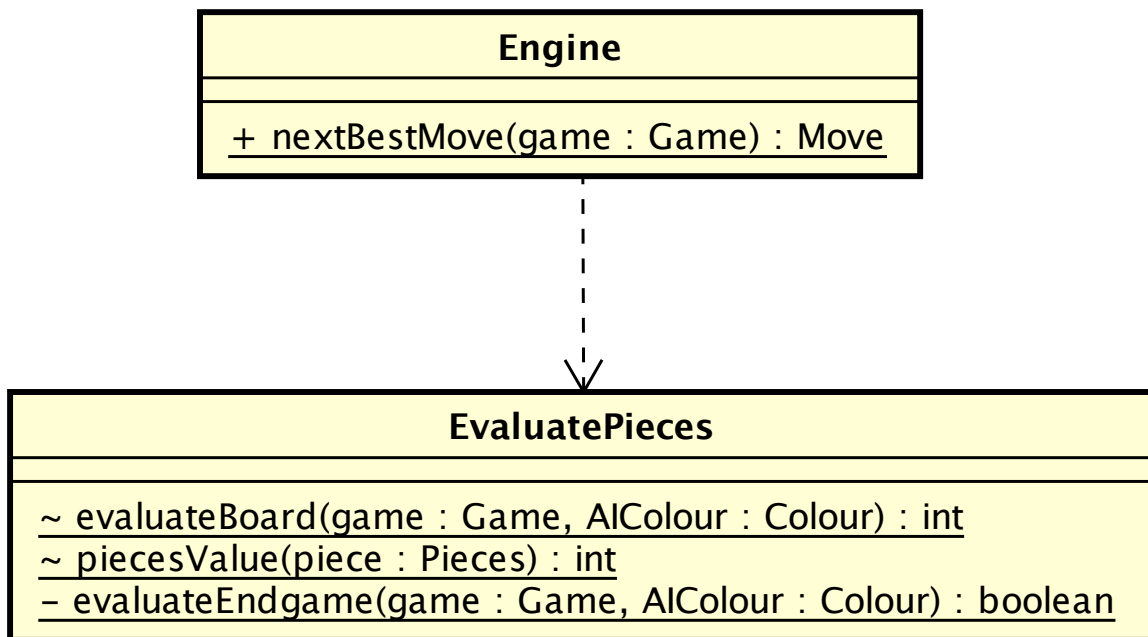 Engine
+ nextBestMove(game : Game) : Move
EvaluatePieces
~ evaluateBoard(game : Game, AIColour : Colour) : int
~ piecesValue(piece : Pieces) : int
− evaluateEndgame(game : Game, AIColour : Colour) : boolean